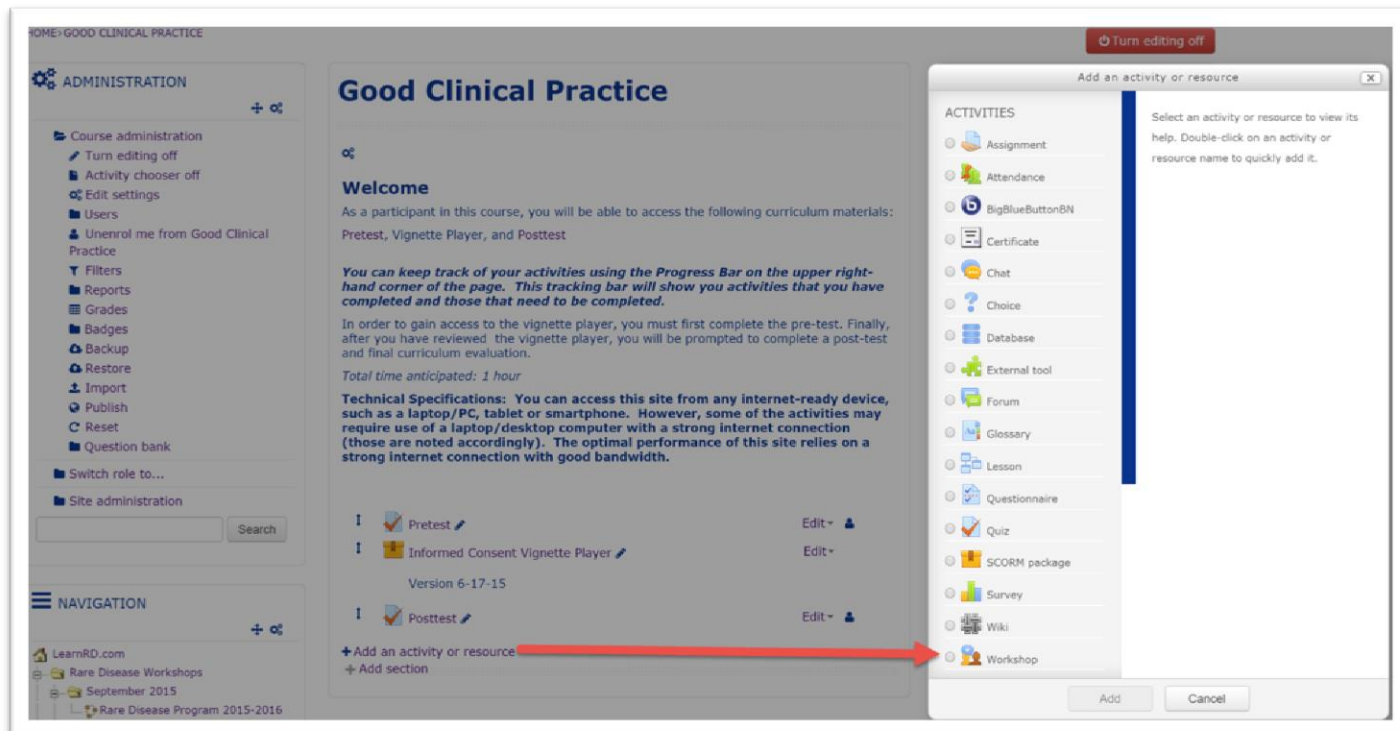 HOME› GOOD CLINICAL PRACTICE
Turn editing off
ADMINISTRATION
Course administration
Turn editing off
Activity chooser off
Edit settings
Users
Unenrol me from Good Clinical
Practice
Filters
Reports
Grades
Badges
Backup
Restore
Import
Publish
Reset
Question bank
Switch role to...
Site administration
Search
NAVIGATION
LearnRD.com
Rare Disease Workshops
September 2015
Rare Disease Program 2015-2016
Good Clinical Practice
Welcome
As a participant in this course, you will be able to access the following curriculum materials:
Pretest, Vignette Player, and Posttest
You can keep track of your activities using the Progress Bar on the upper right-
hand corner of the page. This tracking bar will show you activities that you have
completed and those that need to be completed.
In order to gain access to the vignette player, you must first complete the pre-test. Finally,
after you have reviewed the vignette player, you will be prompted to complete a post-test
and final curriculum evaluation.
Total time anticipated: 1 hour
Technical Specifications: You can access this site from any internet-ready device,
such as a laptop/PC, tablet or smartphone. However, some of the activities may
require use of a laptop/desktop computer with a strong internet connection
(those are noted accordingly). The optimal performance of this site relies on a
strong internet connection with good bandwidth.
Pretest Edit
Informed Consent Vignette Player Edit
Version 6-17-15
Posttest Edit
+Add an activity or resource
+ Add section
Add an activity or resource
ACTIVITIES
Assignment
Attendance
BigBlueButtonBN
Certificate
Chat
Choice
Database
External tool
Forum
Glossary
Lesson
Questionnaire
Quiz
SCORM package
Survey
Wiki
Workshop
Select an activity or resource to view its
help. Double-click on an activity or
resource name to quickly add it.
Add Cancel